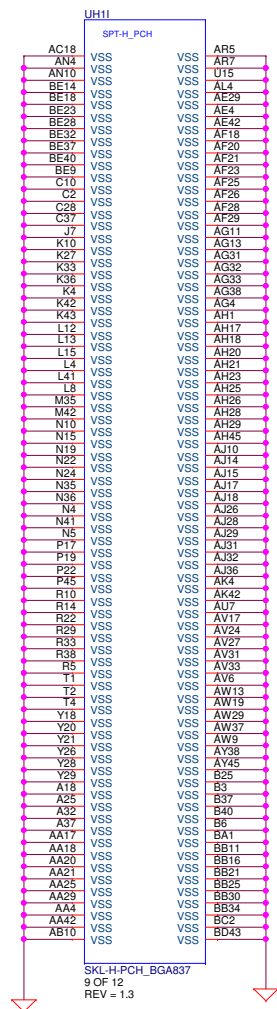 UH1I
SPT-H_PCH
AC18 VSS VSS AR5
AN4 VSS VSS AR7
AN10 VSS VSS U15
BE14 VSS VSS AL4
BE18 VSS VSS AE29
BE23 VSS VSS AE4
BE28 VSS VSS AE42
BE32 VSS VSS AF18
BE37 VSS VSS AF20
BE40 VSS VSS AF21
BE9 VSS VSS AF23
C10 VSS VSS AF25
C2 VSS VSS AF26
C28 VSS VSS AF28
C37 VSS VSS AF29
J7 VSS VSS AG11
K10 VSS VSS AG13
K27 VSS VSS AG31
K33 VSS VSS AG32
K36 VSS VSS AG33
K4 VSS VSS AG38
K42 VSS VSS AG4
K43 VSS VSS AH1
L12 VSS VSS AH17
L13 VSS VSS AH18
L15 VSS VSS AH20
L4 VSS VSS AH21
L41 VSS VSS AH23
L8 VSS VSS AH25
M35 VSS VSS AH26
M42 VSS VSS AH28
N10 VSS VSS AH29
N15 VSS VSS AH45
N19 VSS VSS AJ10
N22 VSS VSS AJ14
N24 VSS VSS AJ15
N35 VSS VSS AJ17
N36 VSS VSS AJ18
N4 VSS VSS AJ26
N41 VSS VSS AJ28
N5 VSS VSS AJ29
P17 VSS VSS AJ31
P19 VSS VSS AJ32
P22 VSS VSS AJ36
P45 VSS VSS AK4
R10 VSS VSS AK42
R14 VSS VSS AU7
R22 VSS VSS AV17
R29 VSS VSS AV24
R33 VSS VSS AV27
R38 VSS VSS AV31
R5 VSS VSS AV33
T1 VSS VSS AV6
T2 VSS VSS AW13
T4 VSS VSS AW19
Y18 VSS VSS AW29
Y20 VSS VSS AW37
Y21 VSS VSS AW9
Y26 VSS VSS AY38
Y28 VSS VSS AY45
Y29 VSS VSS B25
A18 VSS VSS B3
A25 VSS VSS B37
A32 VSS VSS B40
A37 VSS VSS B6
AA17 VSS VSS BA1
AA18 VSS VSS BB11
AA20 VSS VSS BB16
AA21 VSS VSS BB21
AA25 VSS VSS BB25
AA29 VSS VSS BB30
AA4 VSS VSS BB34
AA42 VSS VSS BC2
AB10 VSS VSS BD43
SKL-H-PCH_BGA837
9 OF 12
REV = 1.3